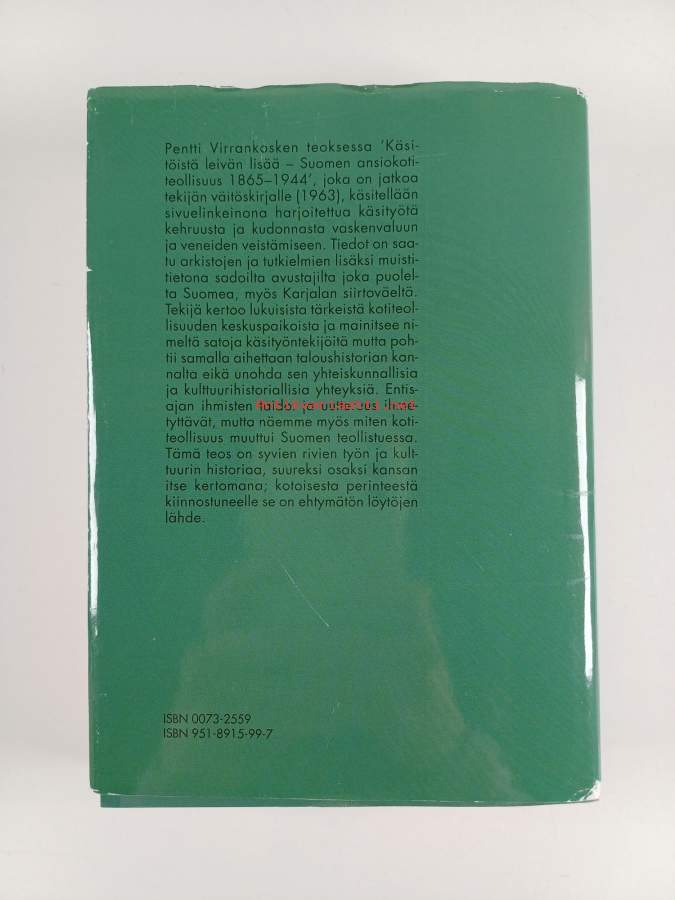 Pentti Virrankosken teoksessa 'Käsi-
töistä leivän lisää – Suomen ansiokoti-
teollisuus 1865–1944', joka on jatkoa
tekijän väitöskirjalle (1963), käsitellään
sivuelinkeinona harjoitettua käsityötä
kehruusta ja kudonnasta vaskenvaluun
ja veneiden veistämiseen. Tiedot on saa-
tu arkistojen ja tutkielmien lisäksi muisti-
tietona sadoilta avustajilta joka puolel-
ta Suomea, myös Karjalan siirtoväeltä.
Tekijä kertoo lukuisista tärkeistä kotiteol-
lisuuden keskuspaikoista ja mainitsee ni-
meltä satoja käsityöntekijöitä mutta poh-
tii samalla aihettaan taloushistorian kan-
nalta eikä unohda sen yhteiskunnallisia
ja kulttuurihistoriallisia yhteyksiä. Entis-
ajan ihmisten taidot ja uutteruus ihme-
tyttävät, mutta näemme myös miten koti-
teollisuus muuttui Suomen teollistuessa.
Tämä teos on syvien rivien työn ja kult-
tuurin historiaa, suureksi osaksi kansan
itse kertomana; kotoisesta perinteestä
kiinnostuneelle se on ehtymätön löytöjen
lähde.
ISBN 0073-2559
ISBN 951-8915-99-7